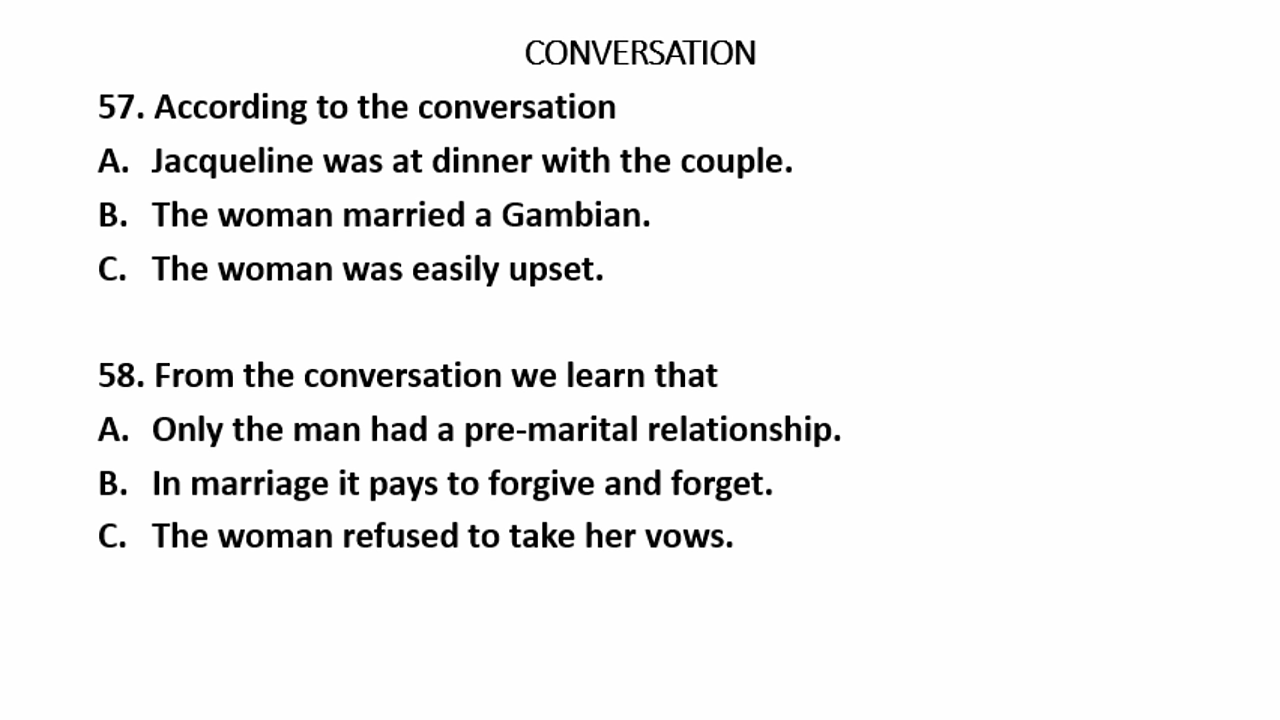 CONVERSATION
57. According to the conversation
A. Jacqueline was at dinner with the couple.
B. The woman married a Gambian.
C. The woman was easily upset.
58. From the conversation we learn that
A. Only the man had a pre-marital relationship.
B. In marriage it pays to forgive and forget.
C. The woman refused to take her vows.